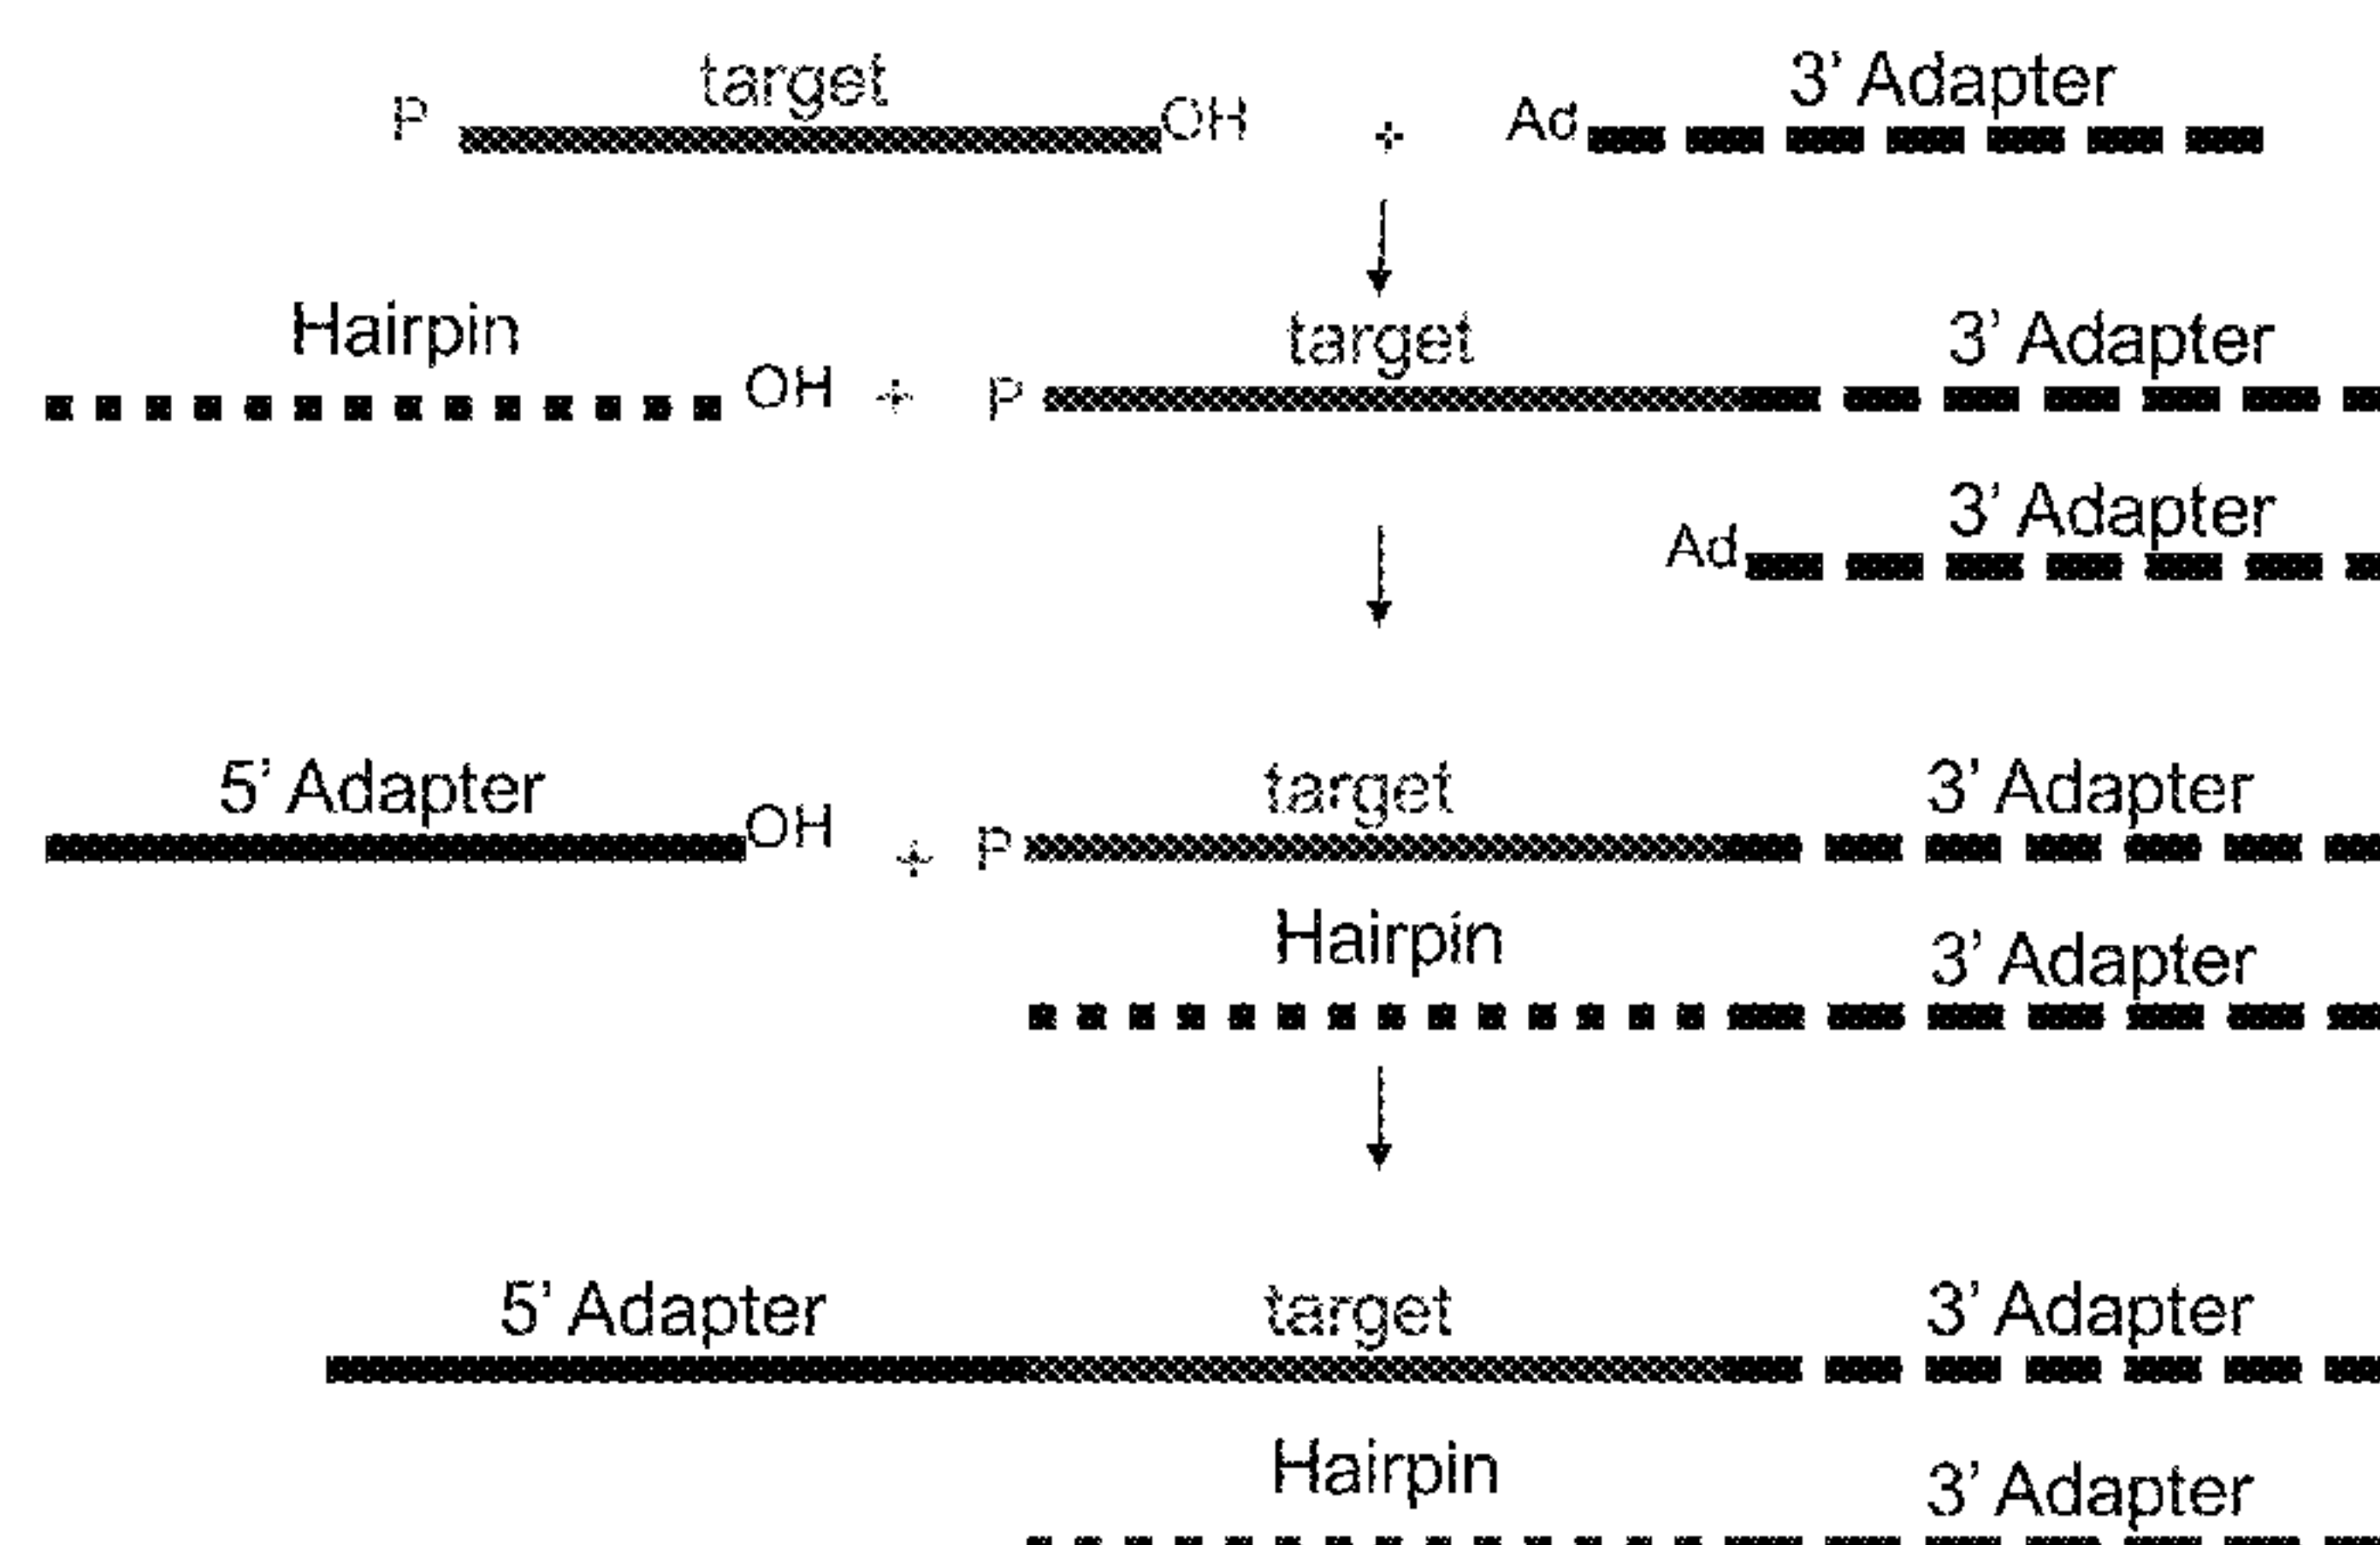 target 3' Adapter
P OH + Ad
Hairpin target 3' Adapter
OH + P
3' Adapter
Ad
5' Adapter target 3' Adapter
OH + P
Hairpin 3' Adapter
5' Adapter target 3' Adapter
Hairpin 3' Adapter